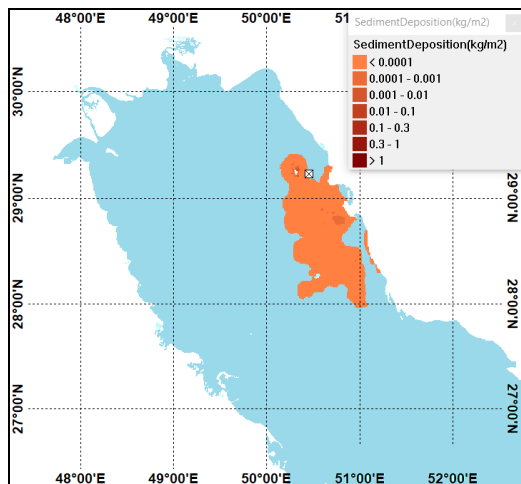 48°00'E 49°00'E 50°00'E 51°00'E
SedimentDeposition(kg/m2)
SedimentDeposition(kg/m2)
< 0.0001
0.0001 - 0.001
0.001 - 0.01
0.01 - 0.1
0.1 - 0.3
0.3 - 1
> 1
30°00'N
29°00'N 29°00'N
28°00'N 28°00'N
27°00'N 27°00'N
48°00'E 49°00'E 50°00'E 51°00'E 52°00'E